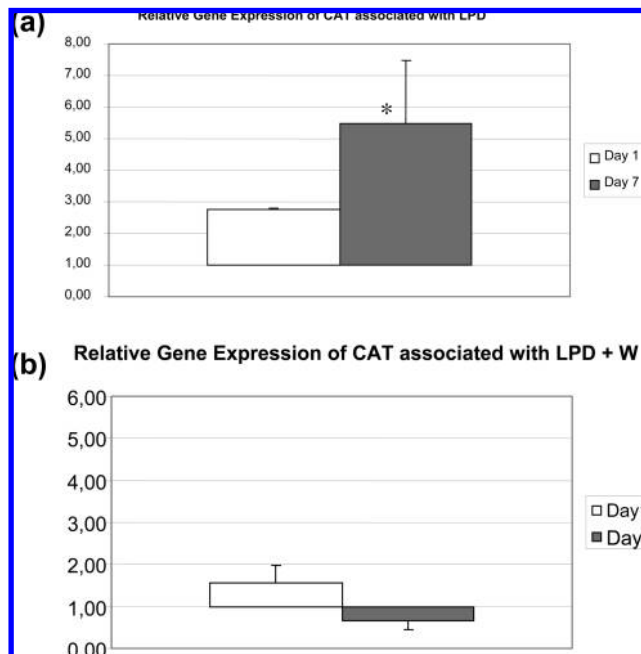 (a)
Relative Gene Expression of CAT associated with LPD
8,00
7,00
6,00
5,00
4,00
3,00
2,00
1,00
0,00
*
Day 1
Day 7
(b)
Relative Gene Expression of CAT associated with LPD + W
6,00
5,00
4,00
3,00
2,00
1,00
0,00
Day
Day